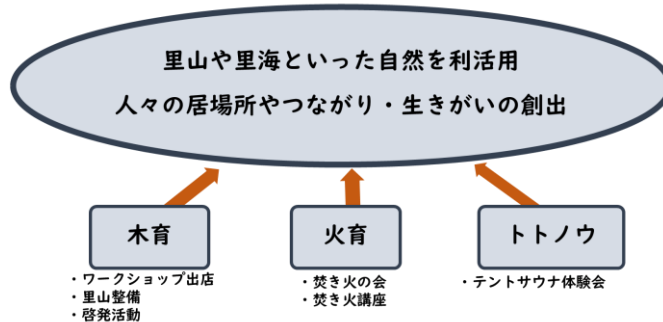 里山や里海といった自然を利活用
人々の居場所やつながり・生きがいの創出
木育
火育
トトノウ
・ワークショップ出店
・里山整備
・啓発活動
・焚き火の会
・焚き火講座
・テントサウナ体験会